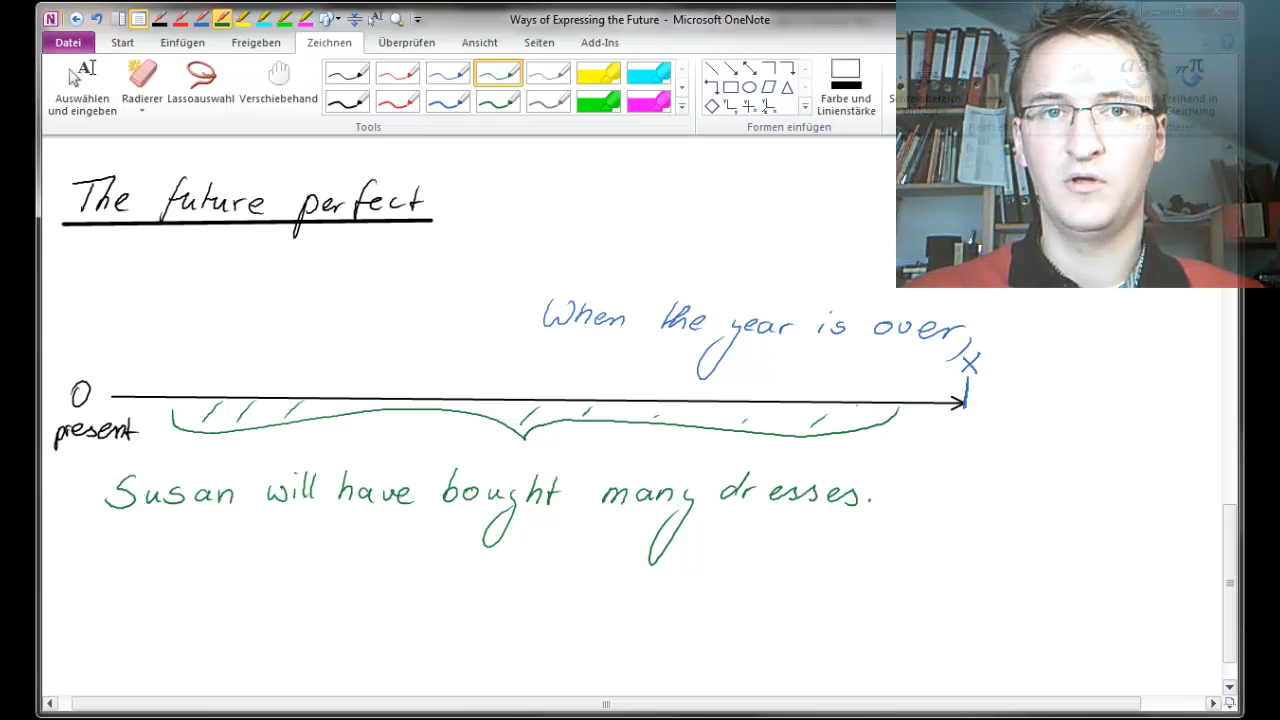 Ways of Expressing the Future - Microsoft OneNote
Datei Start Einfügen Freigeben Zeichnen Überprüfen Ansicht Seiten Add-Ins
Auswählen und eingeben
Radierer
Lassoauswahl
Verschiebehand
Farbe und Linienstärke
Tools
Formen einfügen
The future perfect
When the year is over,
x
0
present
Susan will have bought many dresses.